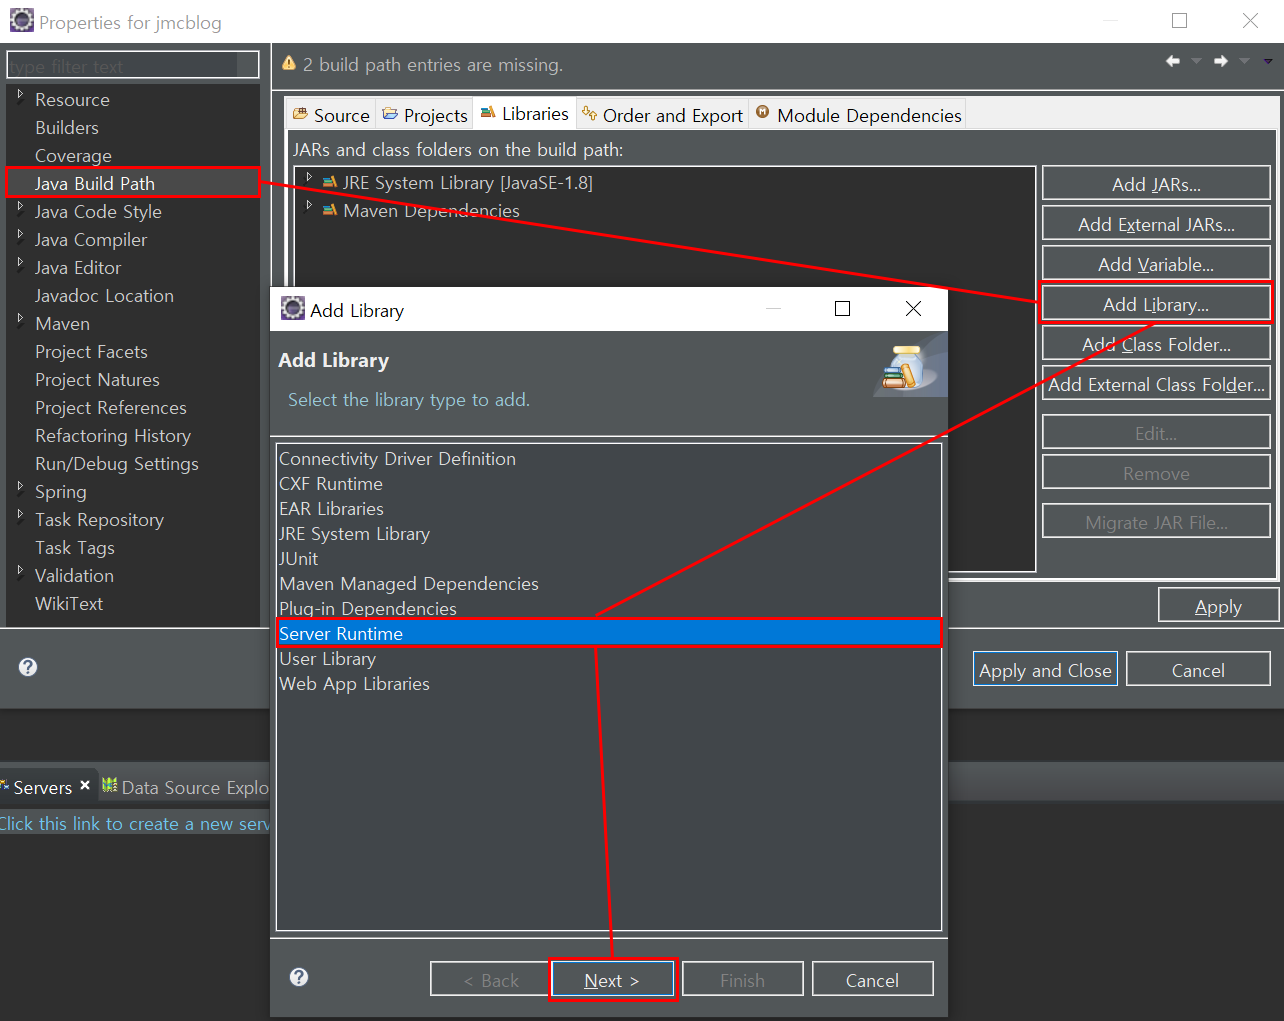 Properties for jmcblog
type filter text
2 build path entries are missing.
Resource
Builders
Coverage
Java Build Path
Java Code Style
Java Compiler
Java Editor
Javadoc Location
Maven
Project Facets
Project Natures
Project References
Refactoring History
Run/Debug Settings
Spring
Task Repository
Task Tags
Validation
WikiText
Source
Projects
Libraries
Order and Export
Module Dependencies
JARs and class folders on the build path:
JRE System Library [JavaSE-1.8]
Maven Dependencies
Add JARs...
Add External JARs...
Add Variable...
Add Library...
Add Class Folder...
Add External Class Folder...
Edit...
Remove
Migrate JAR File...
Apply
Apply and Close
Cancel
Add Library
Add Library
Select the library type to add.
Connectivity Driver Definition
CXF Runtime
EAR Libraries
JRE System Library
JUnit
Maven Managed Dependencies
Plug-in Dependencies
Server Runtime
User Library
Web App Libraries
< Back
Next >
Finish
Cancel
Servers
Data Source Explo
Click this link to create a new serv